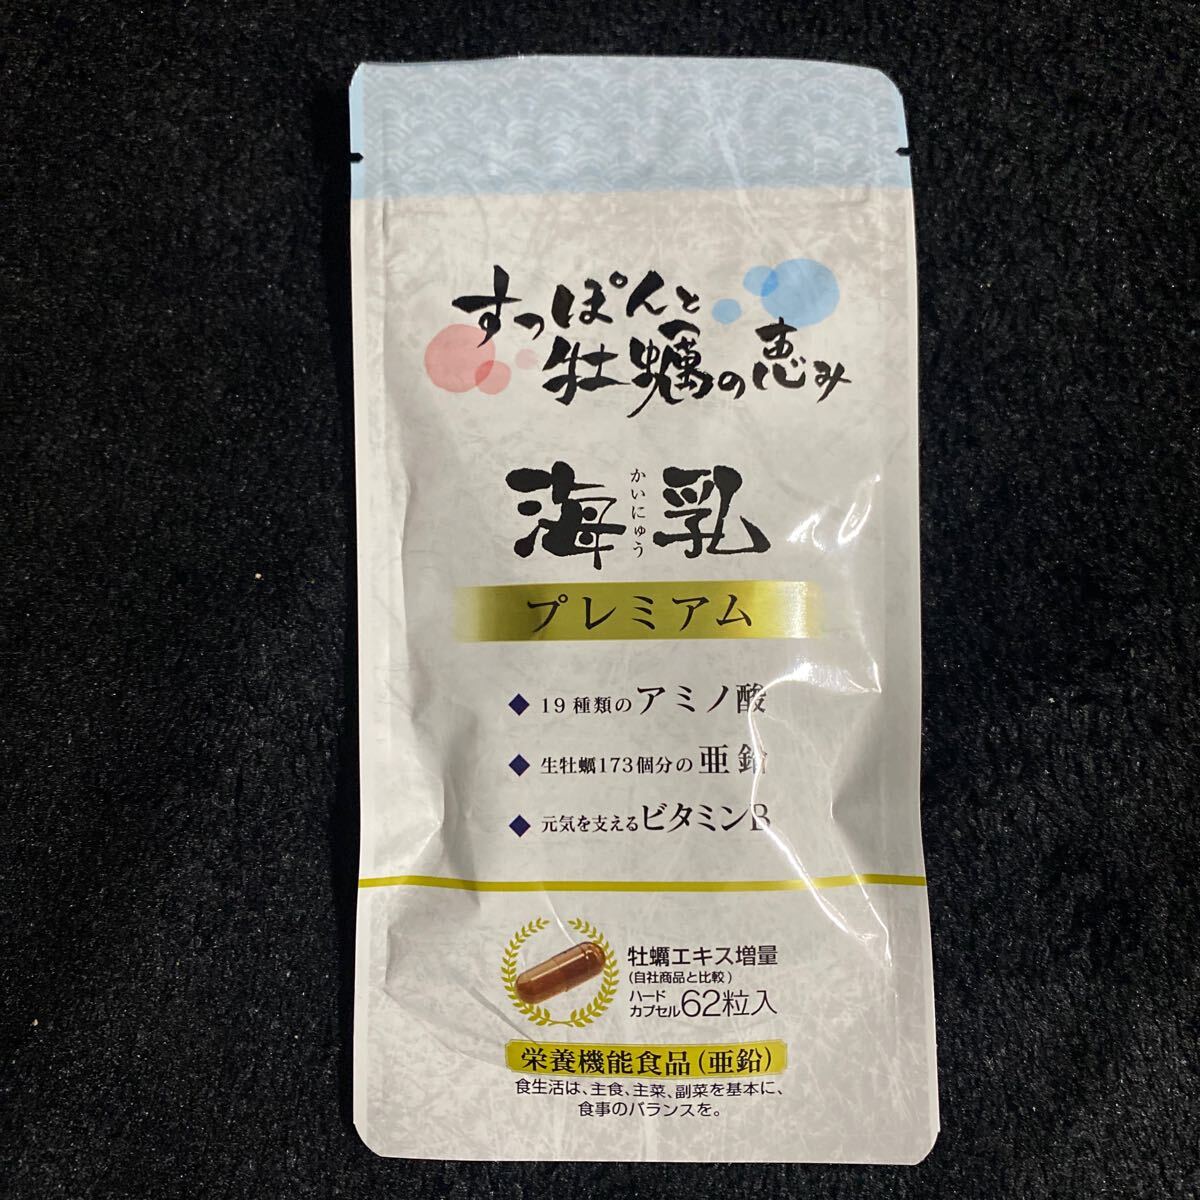 すっぽんと
牡蠣の恵み
海乳
かいにゅう
プレミアム
◆ 19種類のアミノ酸
◆ 生牡蠣173個分の亜鉛
◆ 元気を支えるビタミンB
牡蠣エキス増量
(自社商品と比較)
ハードカプセル62粒入
栄養機能食品(亜鉛)
食生活は、主食、主菜、副菜を基本に、
食事のバランスを。